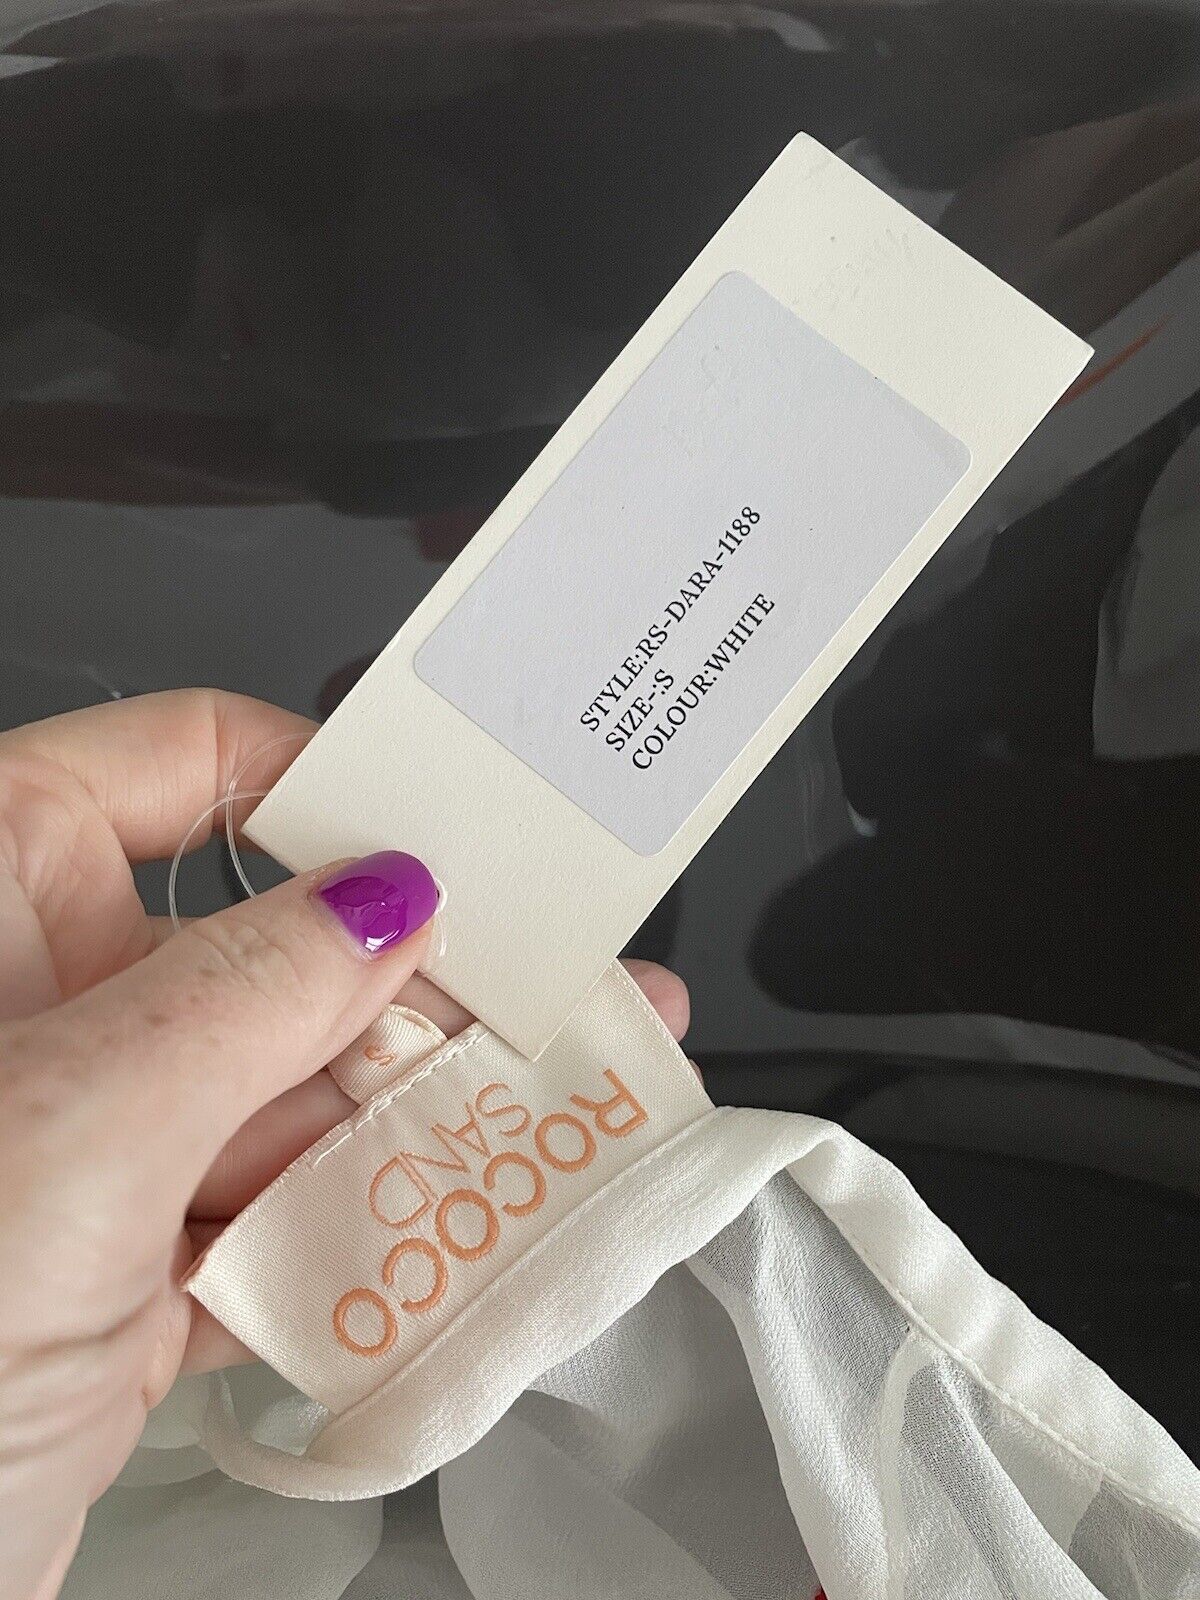 STYLE:RS-DARA-1188
SIZE-:S
COLOUR:WHITE
S
ROCOCO
SAND